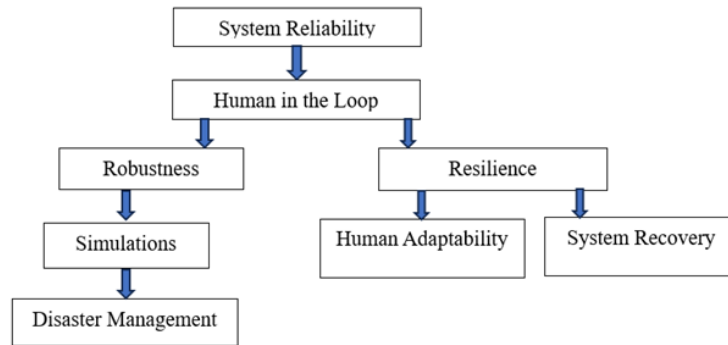 System Reliability
Human in the Loop
Robustness
Resilience
Simulations
Human Adaptability
System Recovery
Disaster Management